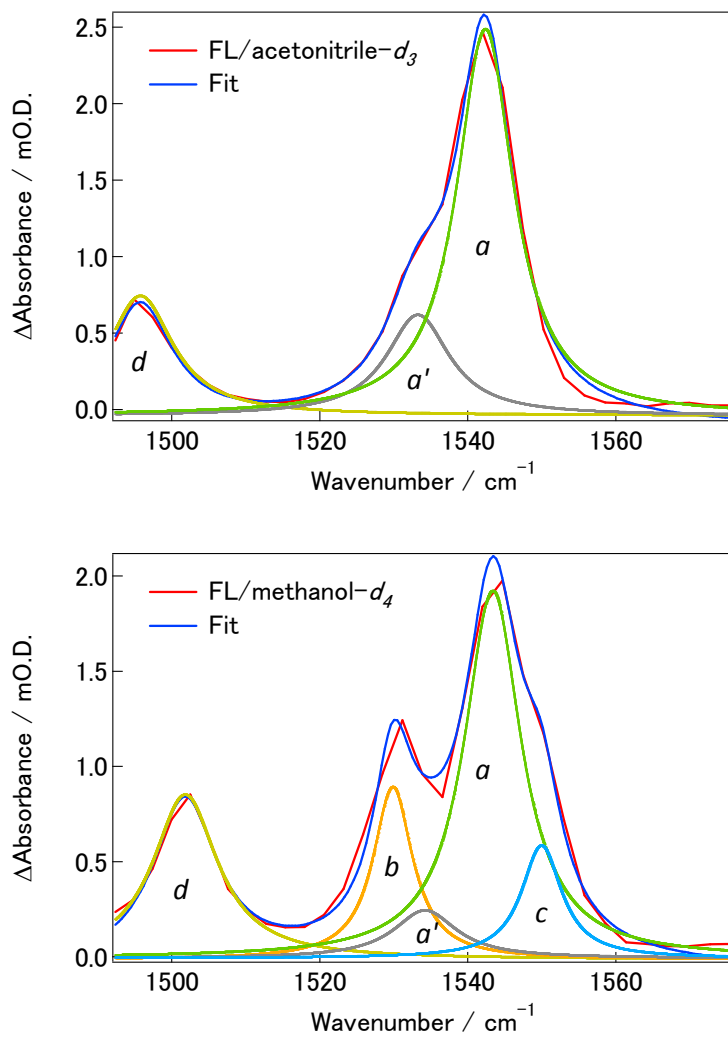 2.5
2.0
1.5
1.0
0.5
0.0
ΔAbsorbance / mO.D.
FL/acetonitrile-d₃
Fit
a
a'
d
1500 1520 1540 1560
Wavenumber / cm⁻¹
2.0
1.5
1.0
0.5
0.0
ΔAbsorbance / mO.D.
FL/methanol-d₄
Fit
a
b
d
a'
c
1500 1520 1540 1560
Wavenumber / cm⁻¹